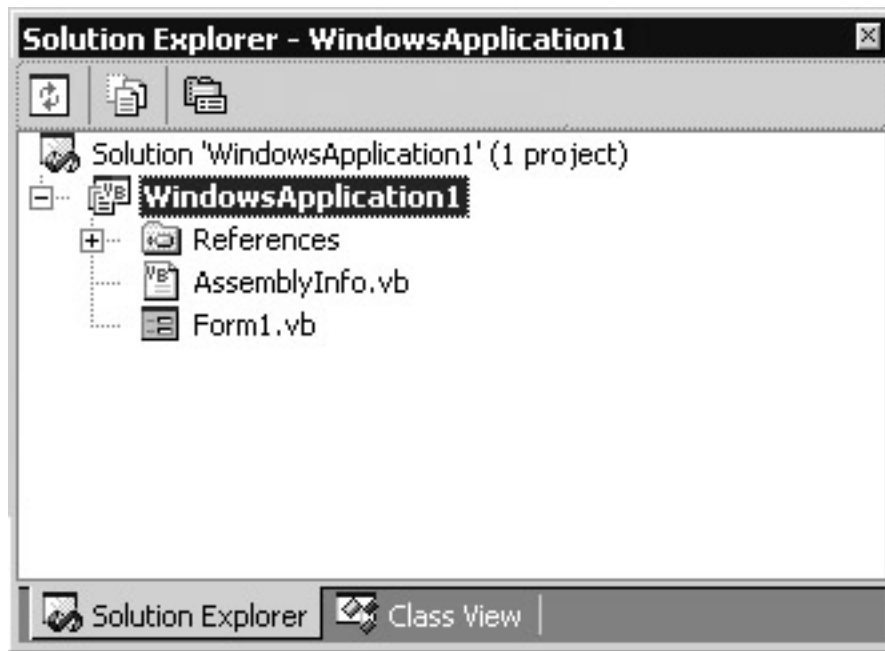 Solution Explorer - WindowsApplication1
Solution 'WindowsApplication1' (1 project)
WindowsApplication1
References
AssemblyInfo.vb
Form1.vb
Solution Explorer
Class View